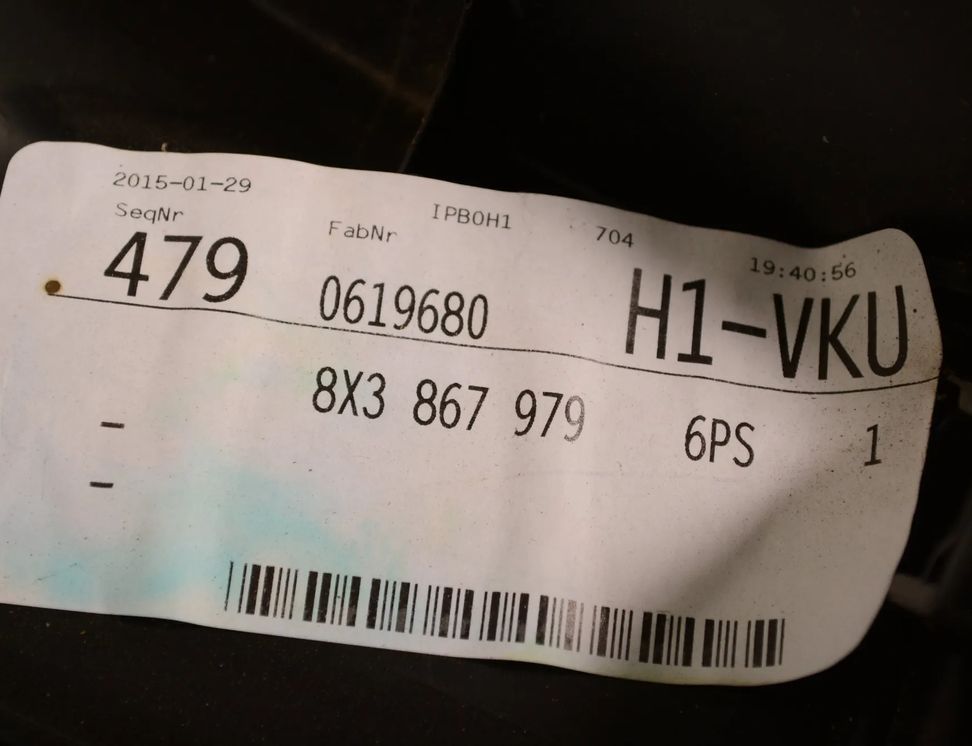 2015-01-29 IPB0H1 704 19:40:56
SeqNr FabNr
479 0619680 H1-VKU
8X3 867 979 6PS 1
-
-